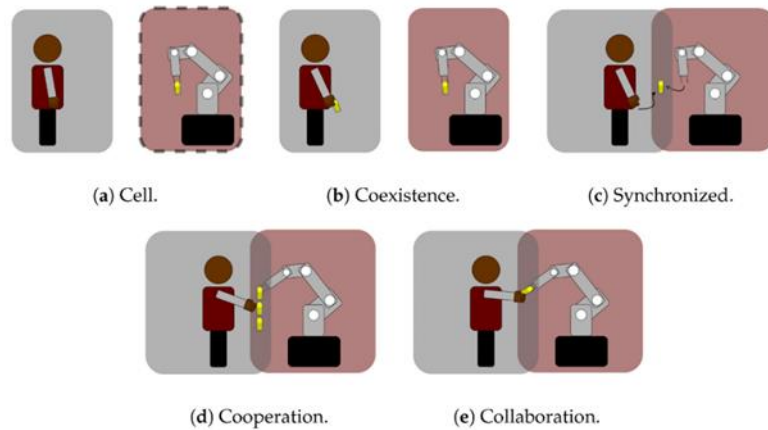 (a) Cell.
(b) Coexistence.
(c) Synchronized.
(d) Cooperation.
(e) Collaboration.